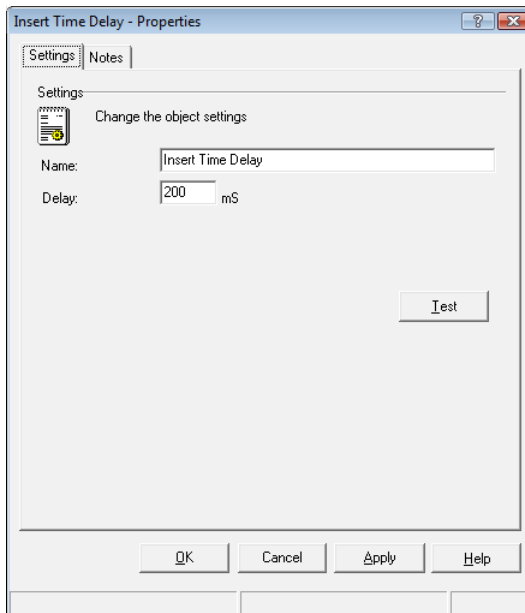 Insert Time Delay - Properties
Settings Notes
Settings
Change the object settings
Name: Insert Time Delay
Delay: 200 mS
Test
OK Cancel Apply Help